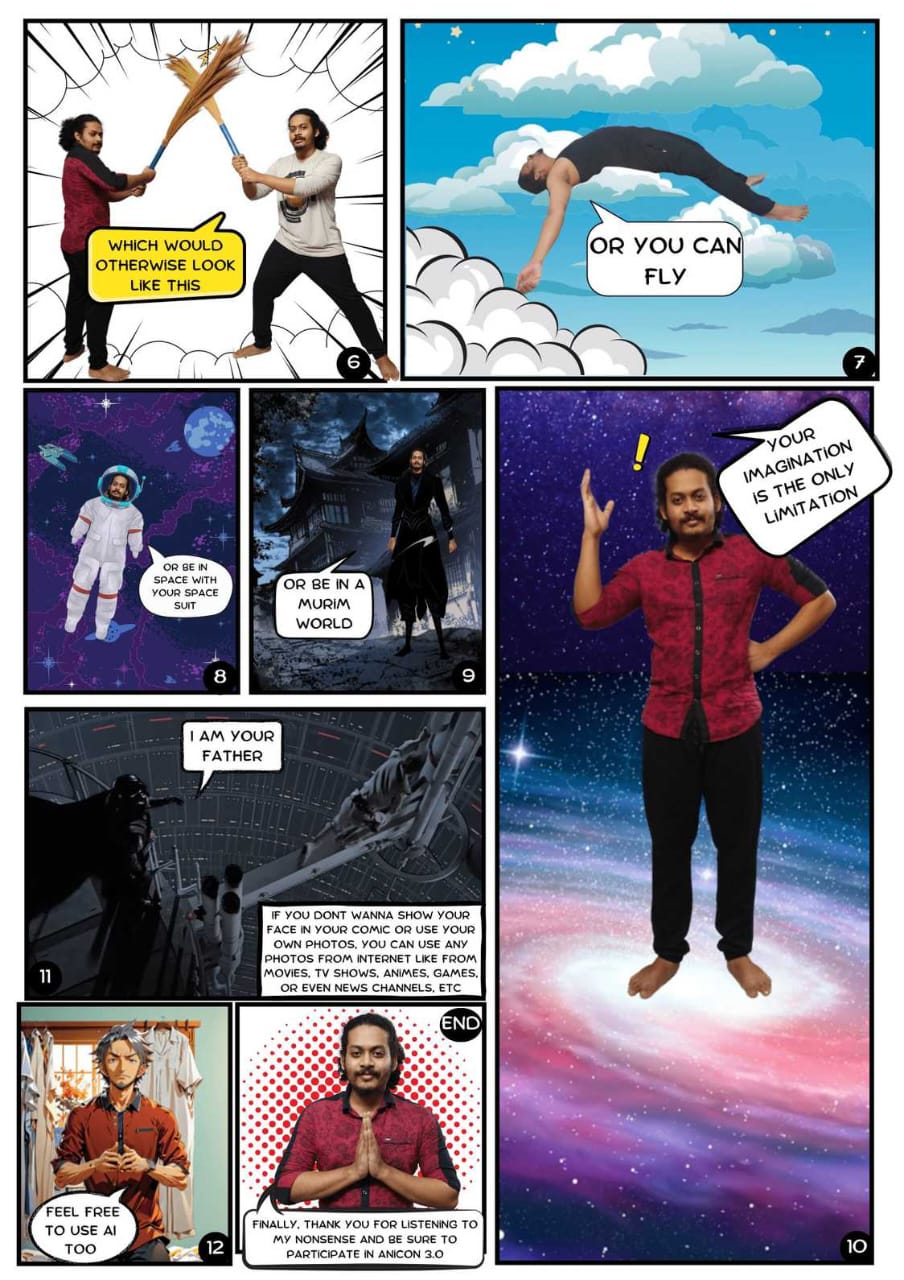 WHICH WOULD
OTHERWISE LOOK
LIKE THIS
6
OR YOU CAN
FLY
7
OR BE IN
SPACE WITH
YOUR SPACE
SUIT
8
OR BE IN A
MURIM
WORLD
9
!
YOUR
IMAGINATION
IS THE ONLY
LIMITATION
10
I AM YOUR
FATHER
IF YOU DONT WANNA SHOW YOUR
FACE IN YOUR COMIC OR USE YOUR
OWN PHOTOS, YOU CAN USE ANY
PHOTOS FROM INTERNET LIKE FROM
MOVIES, TV SHOWS, ANIMES, GAMES,
OR EVEN NEWS CHANNELS, ETC
11
FEEL FREE
TO USE AI
TOO
12
END
FINALLY, THANK YOU FOR LISTENING TO
MY NONSENSE AND BE SURE TO
PARTICIPATE IN ANICON 3.0